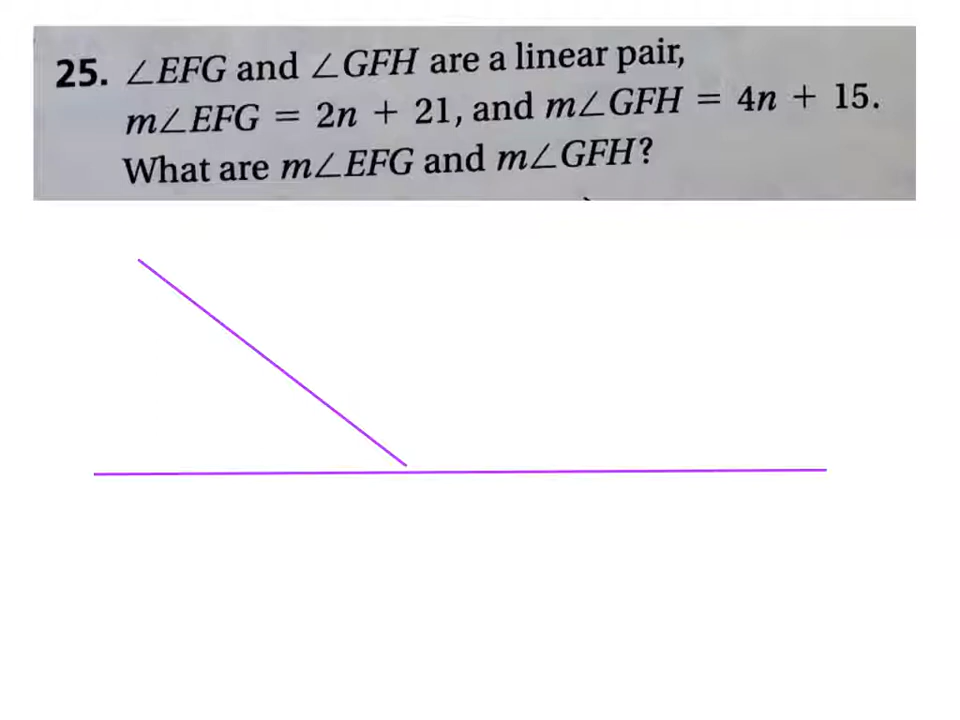 25. ∠EFG and ∠GFH are a linear pair,
m∠EFG = 2n + 21, and m∠GFH = 4n + 15.
What are m∠EFG and m∠GFH?